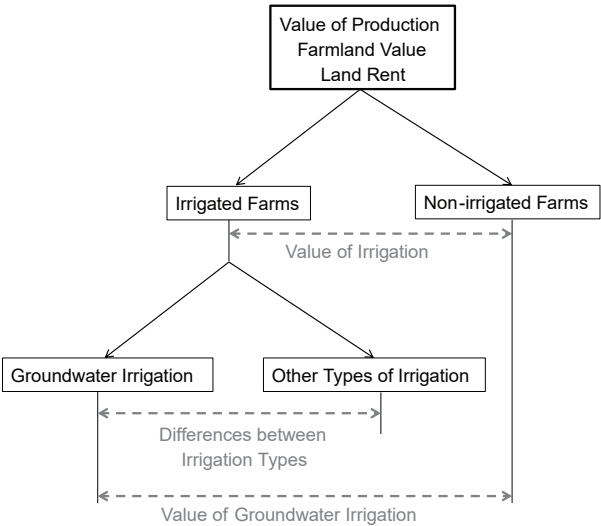 Value of Production
Farmland Value
Land Rent
Irrigated Farms
Non-irrigated Farms
Value of Irrigation
Groundwater Irrigation
Other Types of Irrigation
Differences between
Irrigation Types
Value of Groundwater Irrigation